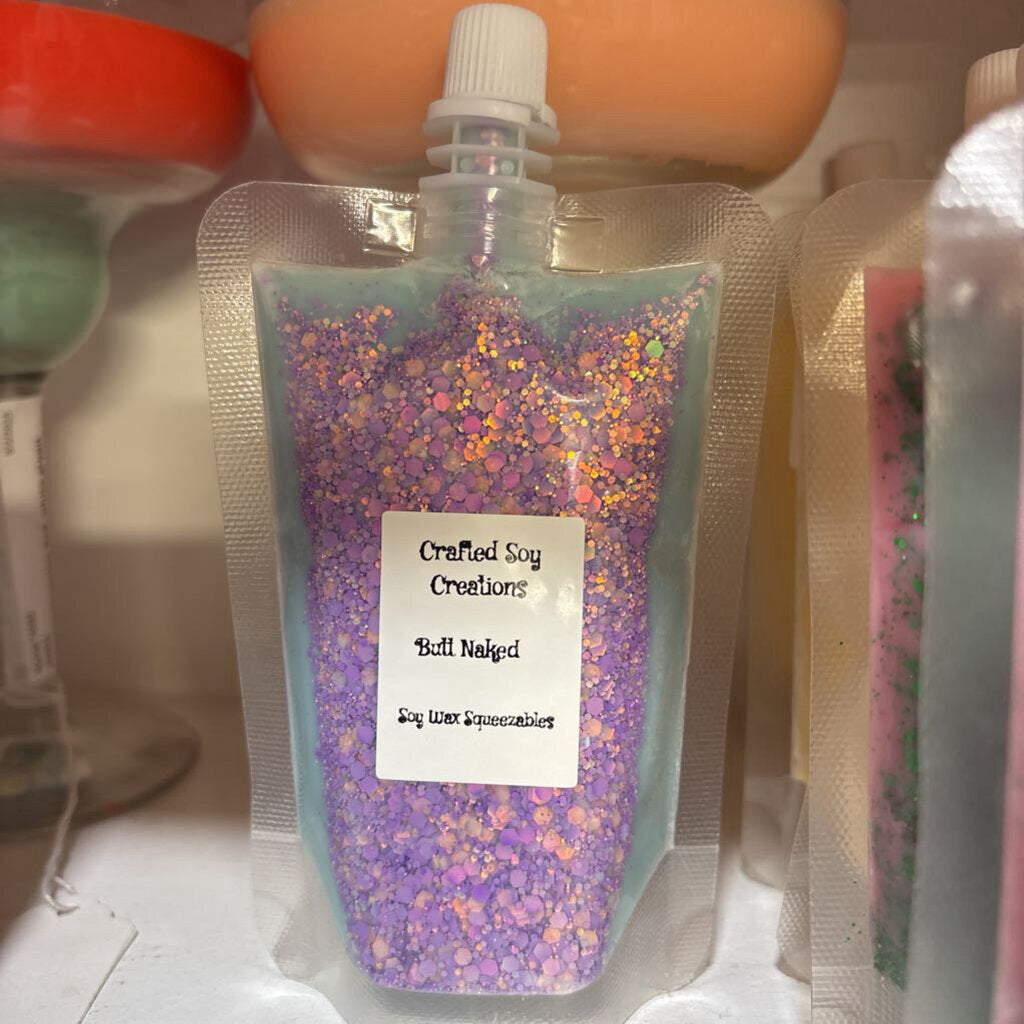 Crafted Soy
Creations
Butt Naked
Soy Wax Squeezables